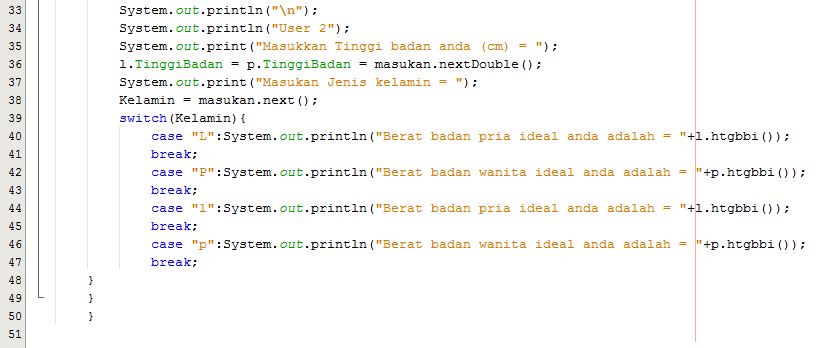 33 System.out.println("\n");
34 System.out.println("User 2");
35 System.out.print("Masukkan Tinggi badan anda (cm) = ");
36 l.TinggiBadan = p.TinggiBadan = masukan.nextDouble();
37 System.out.print("Masukan Jenis kelamin = ");
38 Kelamin = masukan.next();
39 switch(Kelamin){
40 case "L":System.out.println("Berat badan pria ideal anda adalah = "+l.htgbbi());
41 break;
42 case "P":System.out.println("Berat badan wanita ideal anda adalah = "+p.htgbbi());
43 break;
44 case "l":System.out.println("Berat badan pria ideal anda adalah = "+l.htgbbi());
45 break;
46 case "p":System.out.println("Berat badan wanita ideal anda adalah = "+p.htgbbi());
47 break;
48 }
49 }
50 }
51